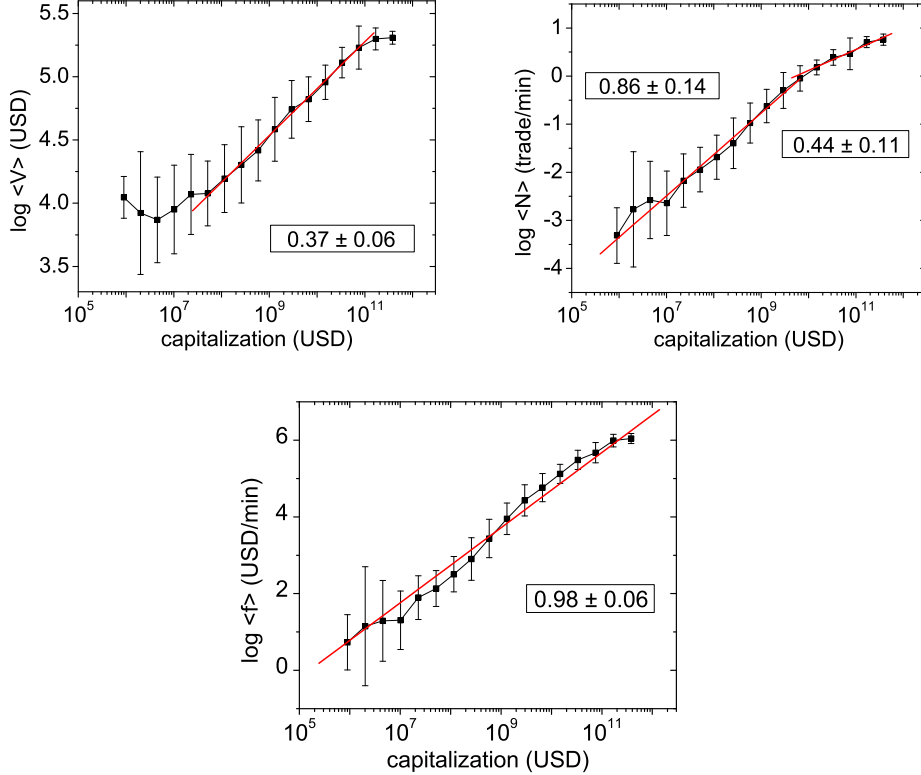 log <V> (USD)
5.5
5.0
4.5
4.0
3.5
0.37 ± 0.06
10^5 10^7 10^9 10^11
capitalization (USD)
log <N> (trade/min)
1
0
-1
-2
-3
-4
0.86 ± 0.14
0.44 ± 0.11
10^5 10^7 10^9 10^11
capitalization (USD)
log <f> (USD/min)
6
4
2
0
0.98 ± 0.06
10^5 10^7 10^9 10^11
capitalization (USD)